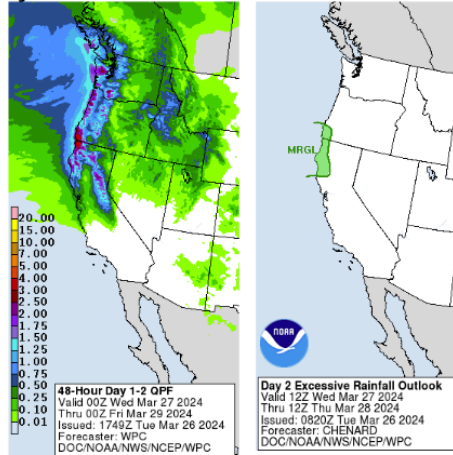 20.00
15.00
10.00
7.00
5.00
4.00
3.00
2.50
2.00
1.75
1.50
1.25
1.00
0.75
0.50
0.25
0.10
0.01
48-Hour Day 1-2 QPF
Valid 00Z Wed Mar 27 2024
Thru 00Z Fri Mar 29 2024
Issued: 1749Z Tue Mar 26 2024
Forecaster: WPC
DOC/NOAA/NWS/NCEP/WPC
MRGL
NOAA
Day 2 Excessive Rainfall Outlook
Valid 12Z Wed Mar 27 2024
Thru 12Z Thu Mar 28 2024
Issued: 0820Z Tue Mar 26 2024
Forecaster: CHENARD
DOC/NOAA/NWS/NCEP/WPC